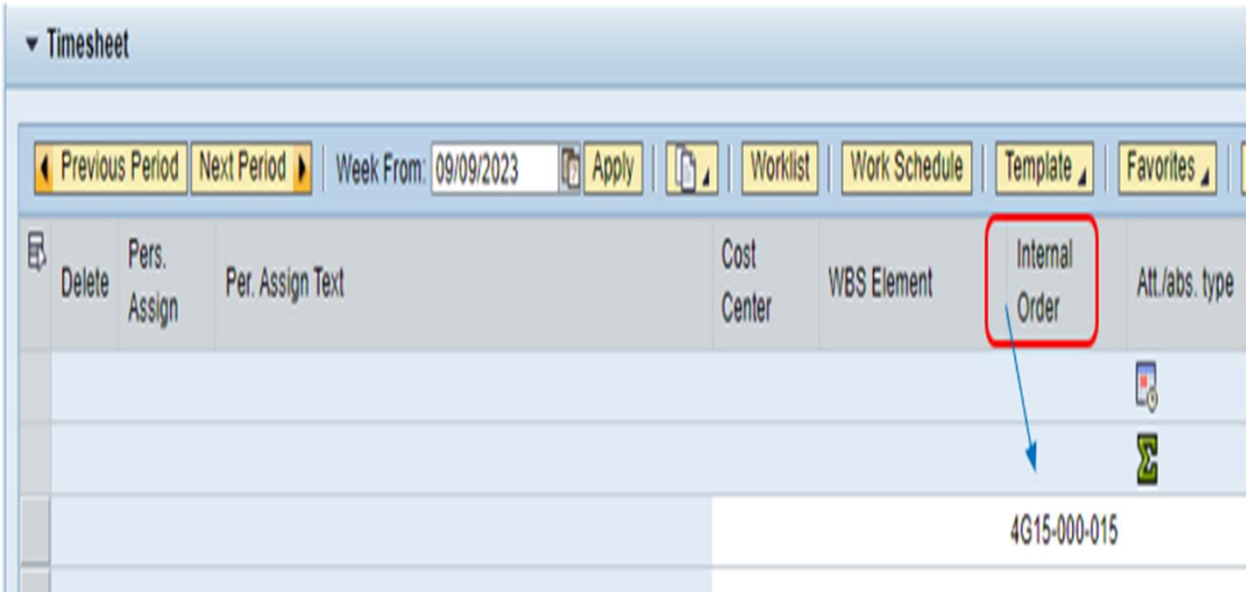 Timesheet
Previous Period Next Period Week From: 09/09/2023 Apply Worklist Work Schedule Template Favorites
Delete Pers. Assign Per. Assign Text Cost Center WBS Element Internal Order Att./abs. type
4G15-000-015